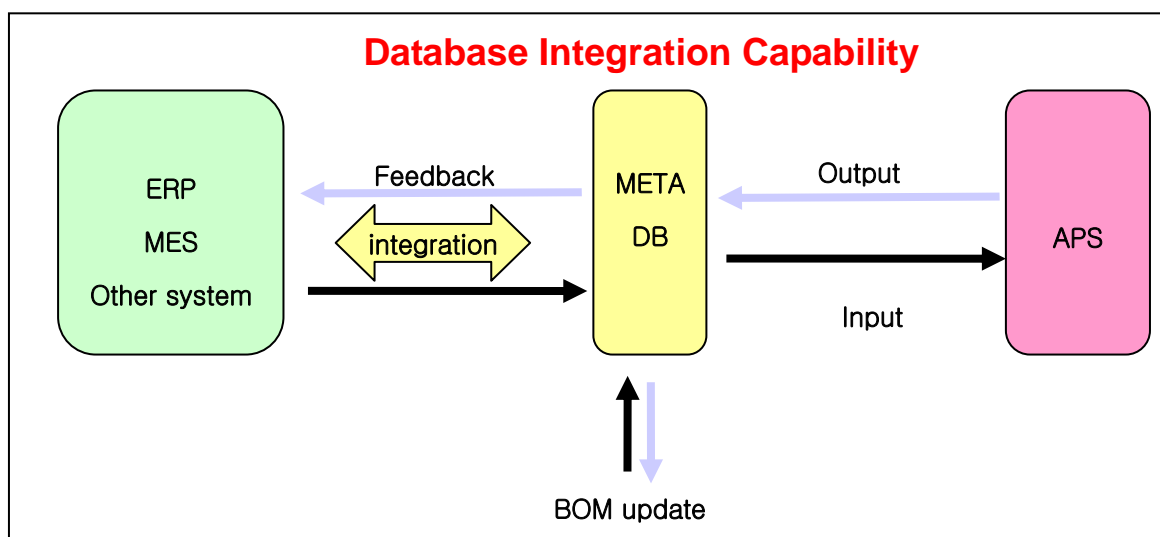 Database Integration Capability
ERP
MES
Other system
Feedback
integration
META
DB
Output
Input
APS
BOM update